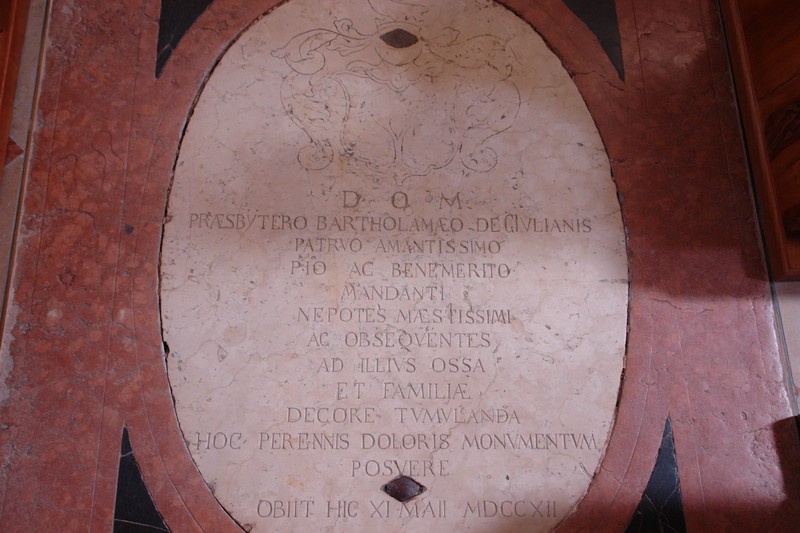 D O M
PRÆSBYTERO BARTHOLAMÆO DE GIVLIANIS
PATRVO AMANTISSIMO
PIO AC BENEMERITO
MANDANTI
NEPOTES MÆSTISSIMI
AC OBSEQVENTES
AD ILLIVS OSSA
ET FAMILIÆ
DECORE TVMVLANDA
HOC PERENNIS DOLORIS MONVMENTVM
POSVERE
OBIIT HIC XI MAII MDCCXII